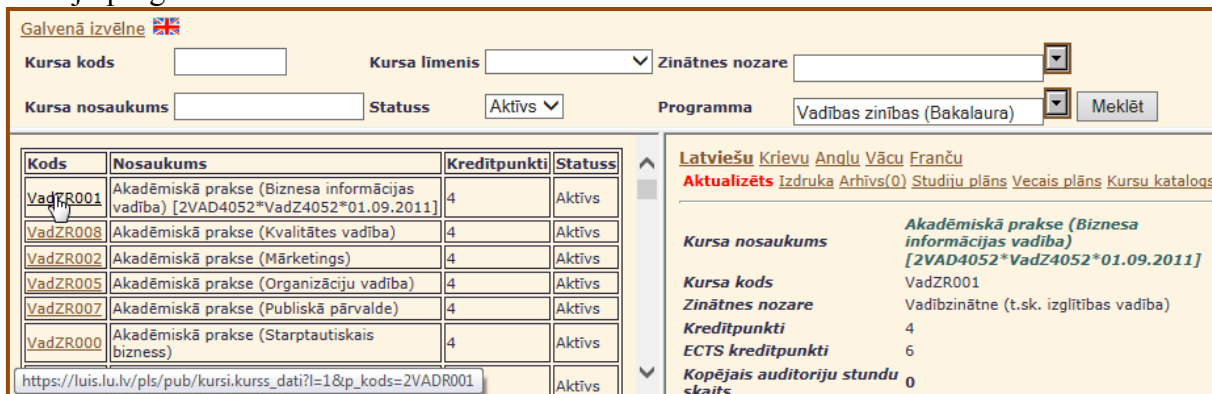 Galvenā izvēlne
Kursa kods Kursa līmenis Zinātnes nozare
Kursa nosaukums Statuss Aktīvs Programma Vadības zinības (Bakalaura) Meklēt
Kods Nosaukums Kredītpunkti Statuss
VadZR001 Akadēmiskā prakse (Biznesa informācijas vadība) [2VAD4052*VadZ4052*01.09.2011] 4 Aktīvs
VadZR008 Akadēmiskā prakse (Kvalitātes vadība) 4 Aktīvs
VadZR002 Akadēmiskā prakse (Mārketings) 4 Aktīvs
VadZR005 Akadēmiskā prakse (Organizāciju vadība) 4 Aktīvs
VadZR007 Akadēmiskā prakse (Publiskā pārvalde) 4 Aktīvs
VadZR000 Akadēmiskā prakse (Starptautiskais bizness) 4 Aktīvs
Aktīvs
https://luis.lu.lv/pls/pub/kursi.kurss_dati?l=1&p_kods=2VADR001
Latviešu Krievu Angļu Vācu Franču
Aktualizēts Izdruka Arhīvs(0) Studiju plāns Vecais plāns Kursu katalogs
Kursa nosaukums Akadēmiskā prakse (Biznesa
informācijas vadība)
[2VAD4052*VadZ4052*01.09.2011]
Kursa kods VadZR001
Zinātnes nozare Vadībzinātne (t.sk. izglītības vadība)
Kredītpunkti 4
ECTS kredītpunkti 6
Kopējais auditoriju stundu 0
skaits